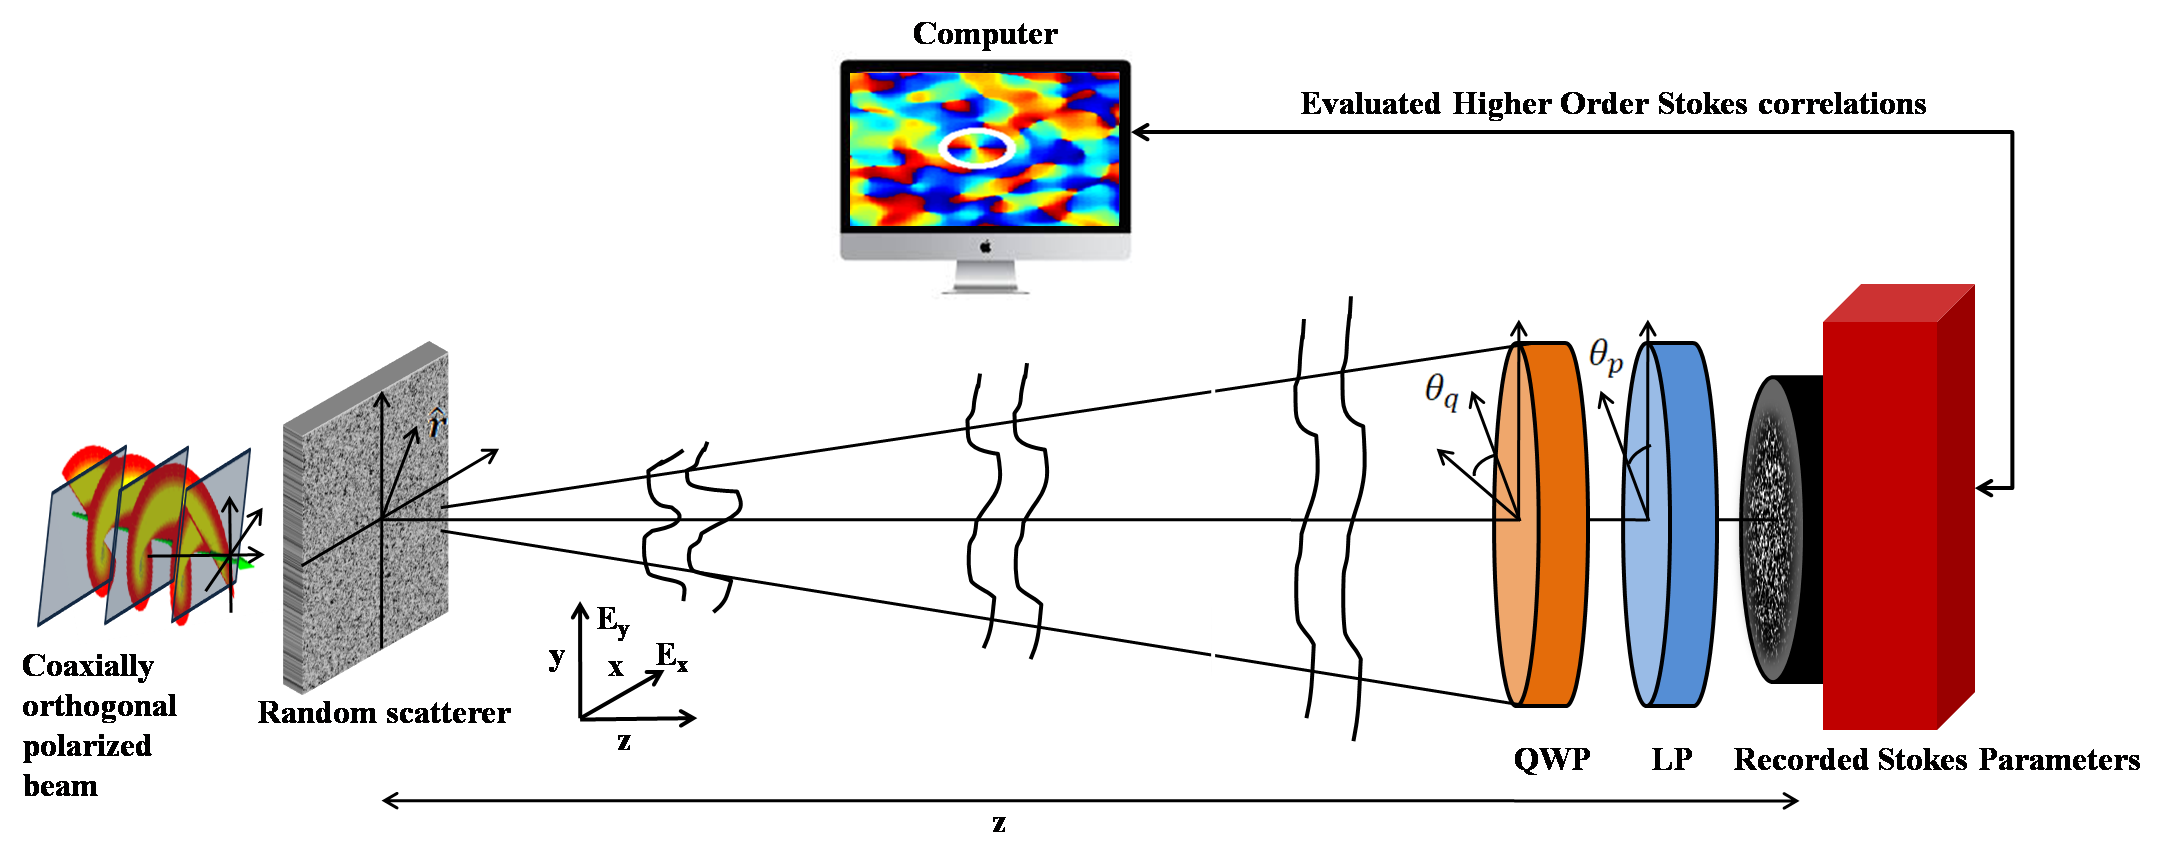 Computer
Evaluated Higher Order Stokes correlations
r̂
θq
θp
Ey
y
x
Ex
z
Coaxially
orthogonal
polarized
beam
Random scatterer
QWP
LP
Recorded Stokes Parameters
z